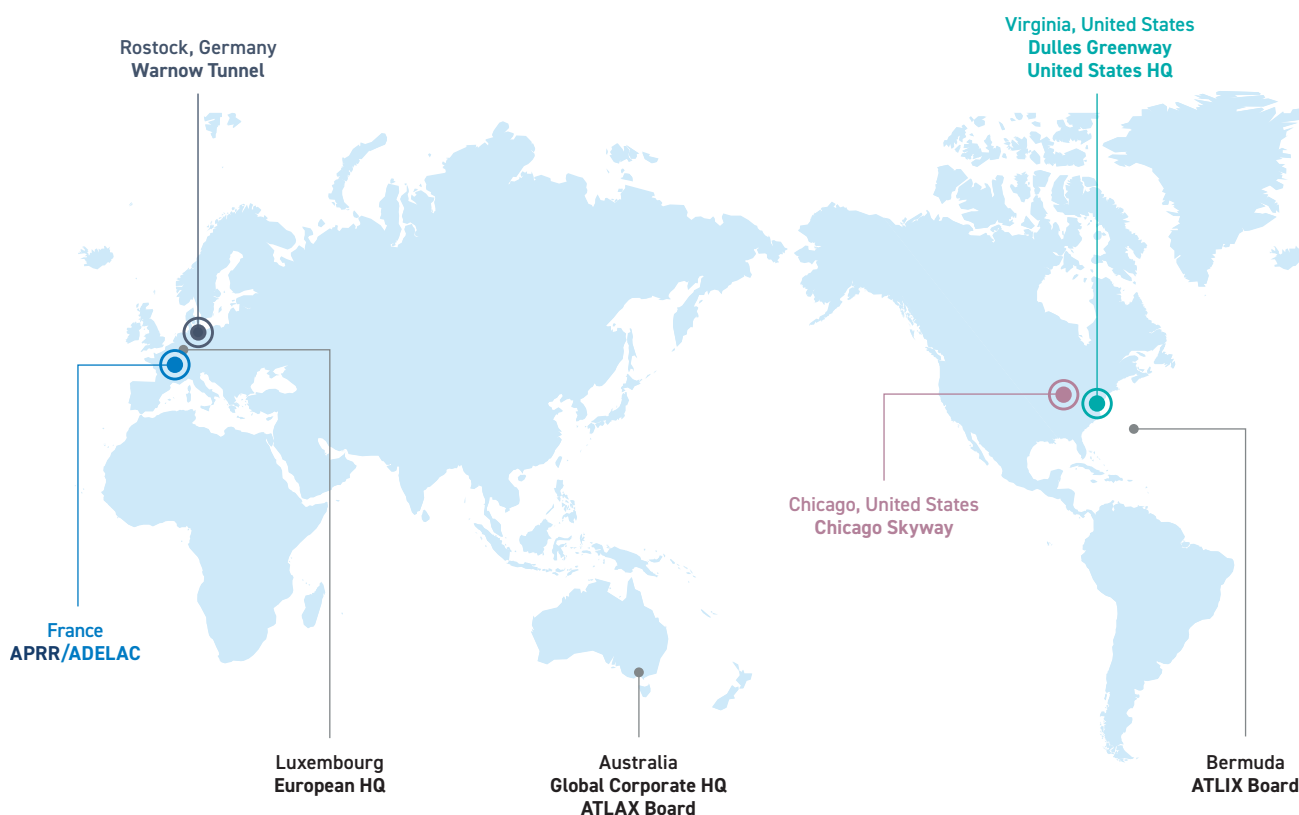 Rostock, Germany
Warnow Tunnel
Virginia, United States
Dulles Greenway
United States HQ
Chicago, United States
Chicago Skyway
France
APRR/ADELAC
Luxembourg
European HQ
Australia
Global Corporate HQ
ATLAX Board
Bermuda
ATLIX Board